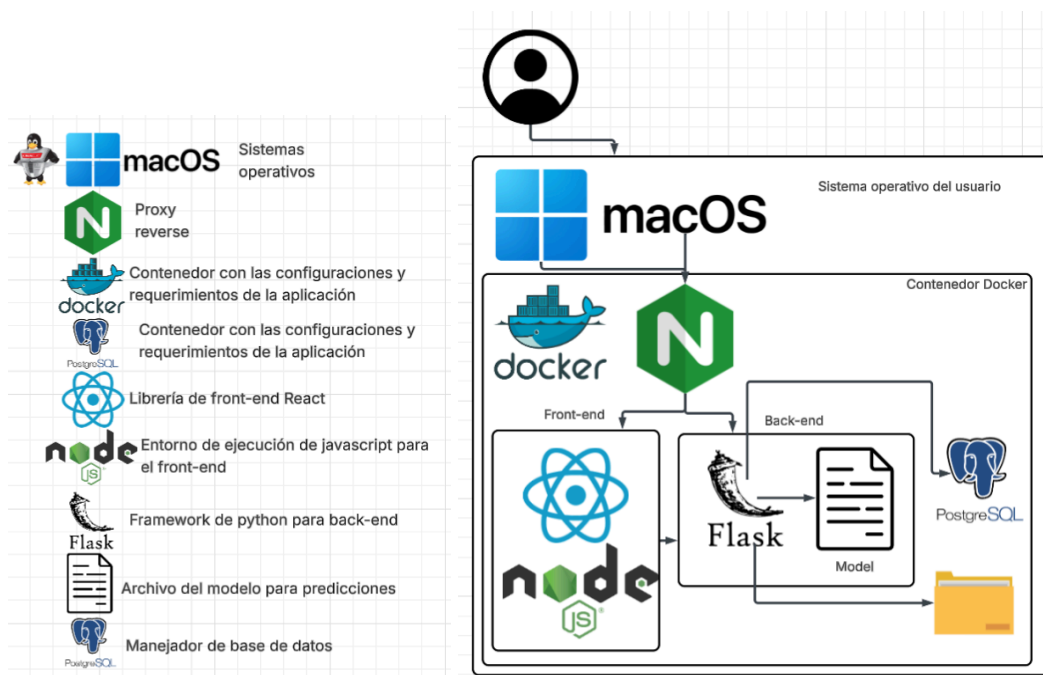 macOS
Sistemas
operativos
N
Proxy
reverse
docker
Contenedor con las configuraciones y
requerimientos de la aplicación
PostgreSQL
Contenedor con las configuraciones y
requerimientos de la aplicación
Librería de front-end React
node
JS
Entorno de ejecución de javascript para
el front-end
Flask
Framework de python para back-end
Archivo del modelo para predicciones
PostgreSQL
Manejador de base de datos
Sistema operativo del usuario
macOS
Contenedor Docker
docker
N
Front-end
Back-end
Flask
Model
PostgreSQL
node
JS